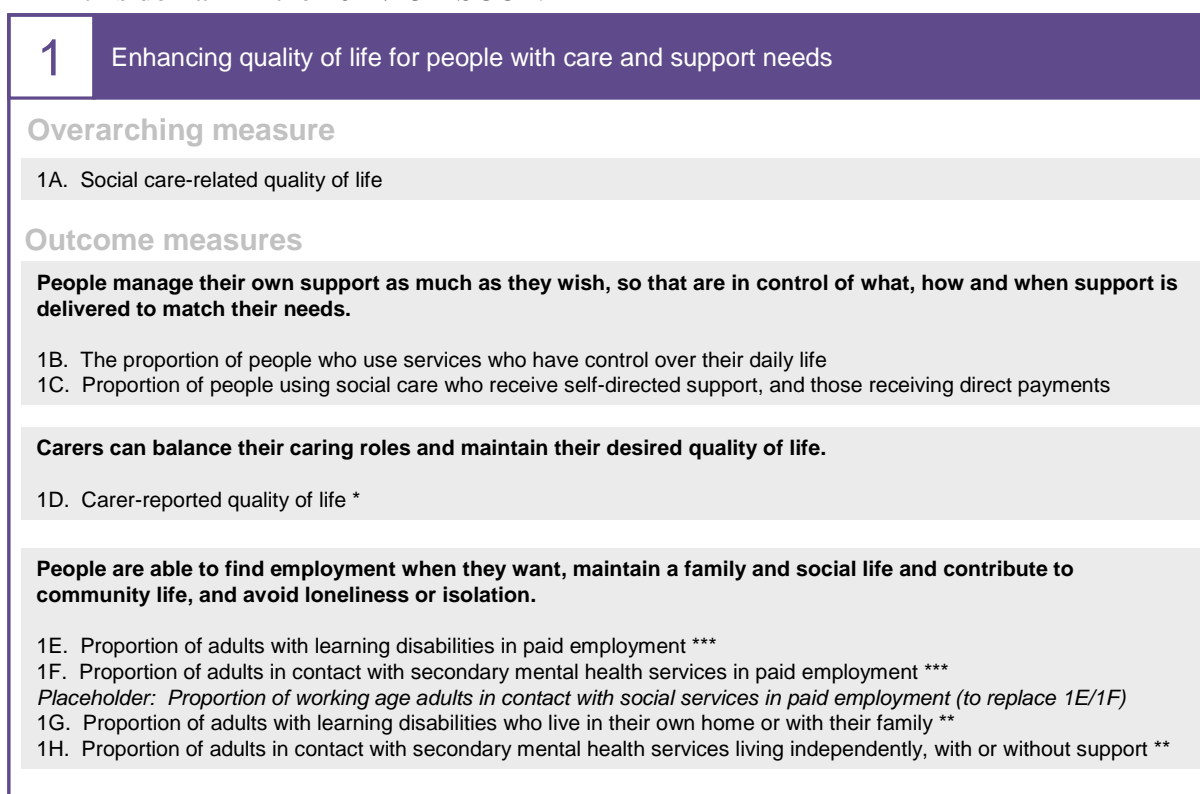 1
Enhancing quality of life for people with care and support needs
Overarching measure
1A. Social care-related quality of life
Outcome measures
People manage their own support as much as they wish, so that are in control of what, how and when support is
delivered to match their needs.
1B. The proportion of people who use services who have control over their daily life
1C. Proportion of people using social care who receive self-directed support, and those receiving direct payments
Carers can balance their caring roles and maintain their desired quality of life.
1D. Carer-reported quality of life *
People are able to find employment when they want, maintain a family and social life and contribute to
community life, and avoid loneliness or isolation.
1E. Proportion of adults with learning disabilities in paid employment ***
1F. Proportion of adults in contact with secondary mental health services in paid employment ***
Placeholder: Proportion of working age adults in contact with social services in paid employment (to replace 1E/1F)
1G. Proportion of adults with learning disabilities who live in their own home or with their family **
1H. Proportion of adults in contact with secondary mental health services living independently, with or without support **